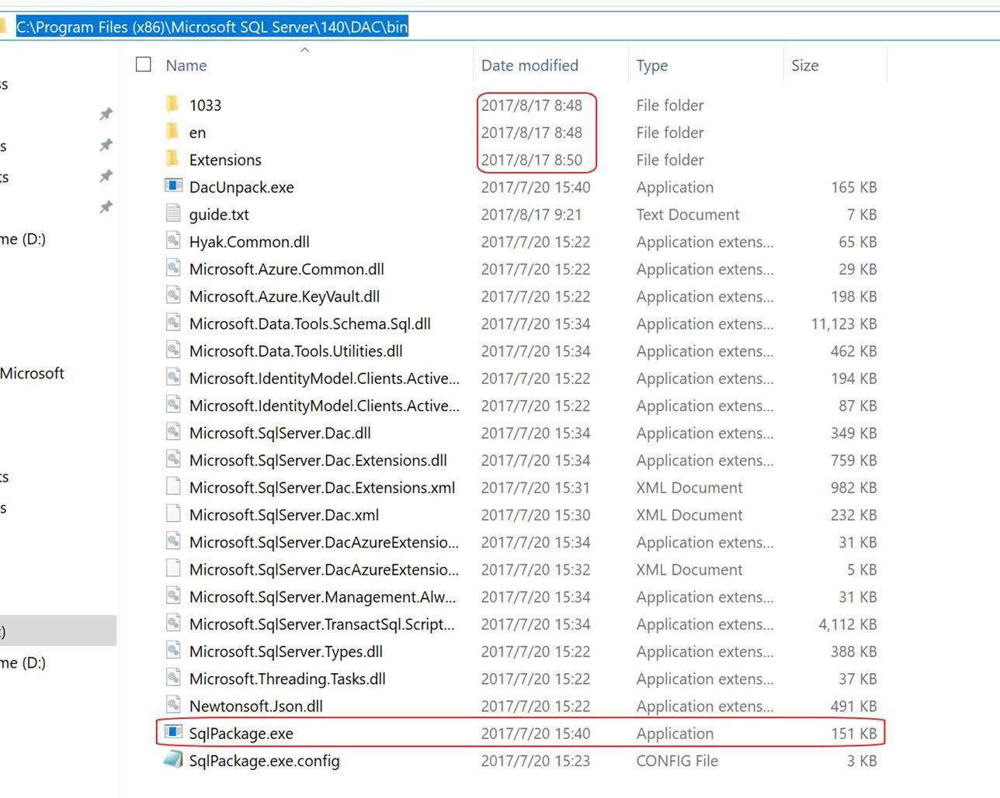 C:\Program Files (x86)\Microsoft SQL Server\140\DAC\bin
Name Date modified Type Size
1033 2017/8/17 8:48 File folder
en 2017/8/17 8:48 File folder
Extensions 2017/8/17 8:50 File folder
DacUnpack.exe 2017/7/20 15:40 Application 165 KB
guide.txt 2017/8/17 9:21 Text Document 7 KB
Hyak.Common.dll 2017/7/20 15:22 Application extens... 65 KB
me (D:)
Microsoft.Azure.Common.dll 2017/7/20 15:22 Application extens... 29 KB
Microsoft.Azure.KeyVault.dll 2017/7/20 15:22 Application extens... 198 KB
Microsoft.Data.Tools.Schema.Sql.dll 2017/7/20 15:34 Application extens... 11,123 KB
Microsoft.Data.Tools.Utilities.dll 2017/7/20 15:34 Application extens... 462 KB
Microsoft
Microsoft.IdentityModel.Clients.Active... 2017/7/20 15:22 Application extens... 194 KB
Microsoft.IdentityModel.Clients.Active... 2017/7/20 15:22 Application extens... 87 KB
Microsoft.SqlServer.Dac.dll 2017/7/20 15:34 Application extens... 349 KB
Microsoft.SqlServer.Dac.Extensions.dll 2017/7/20 15:34 Application extens... 759 KB
Microsoft.SqlServer.Dac.Extensions.xml 2017/7/20 15:31 XML Document 982 KB
Microsoft.SqlServer.Dac.xml 2017/7/20 15:30 XML Document 232 KB
Microsoft.SqlServer.DacAzureExtensio... 2017/7/20 15:34 Application extens... 31 KB
Microsoft.SqlServer.DacAzureExtensio... 2017/7/20 15:32 XML Document 5 KB
Microsoft.SqlServer.Management.Alw... 2017/7/20 15:34 Application extens... 31 KB
Microsoft.SqlServer.TransactSql.Script... 2017/7/20 15:34 Application extens... 4,112 KB
Microsoft.SqlServer.Types.dll 2017/7/20 15:22 Application extens... 388 KB
me (D:)
Microsoft.Threading.Tasks.dll 2017/7/20 15:22 Application extens... 37 KB
Newtonsoft.Json.dll 2017/7/20 15:22 Application extens... 491 KB
SqlPackage.exe 2017/7/20 15:40 Application 151 KB
SqlPackage.exe.config 2017/7/20 15:23 CONFIG File 3 KB